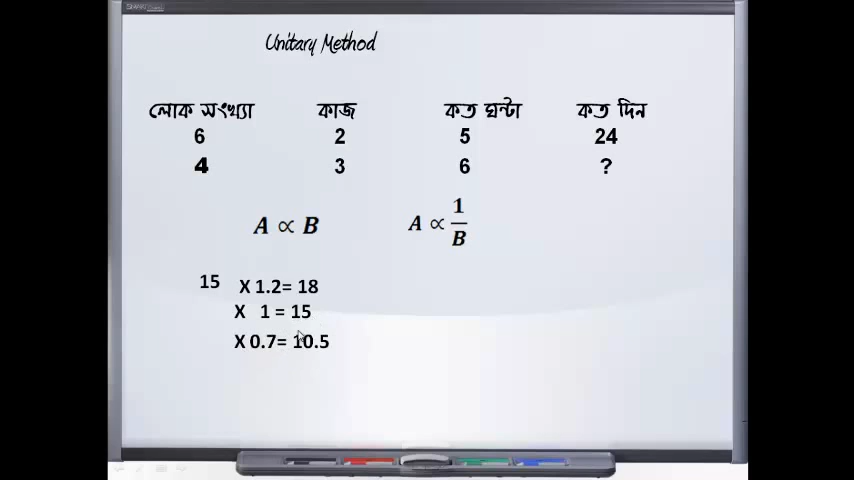 Unitary Method
লোক সংখ্যা কাজ কত ঘন্টা কত দিন
6 2 5 24
4 3 6 ?
A ∝ B A ∝ 1/B
15 X 1.2= 18
X 1 = 15
X 0.7= 10.5